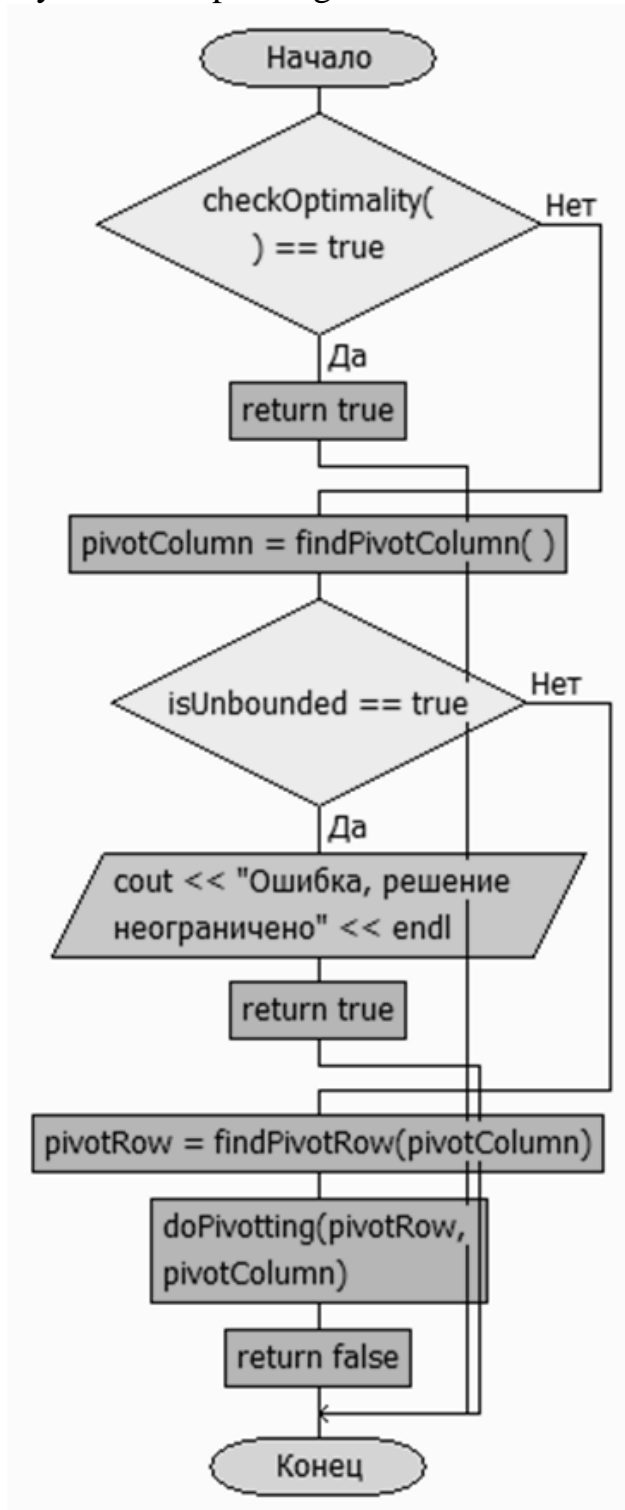 Начало
checkOptimality(
) == true
Нет
Да
return true
pivotColumn = findPivotColumn( )
isUnbounded == true
Нет
Да
cout << "Ошибка, решение
неограничено" << endl
return true
pivotRow = findPivotRow(pivotColumn)
doPivotting(pivotRow,
pivotColumn)
return false
Конец